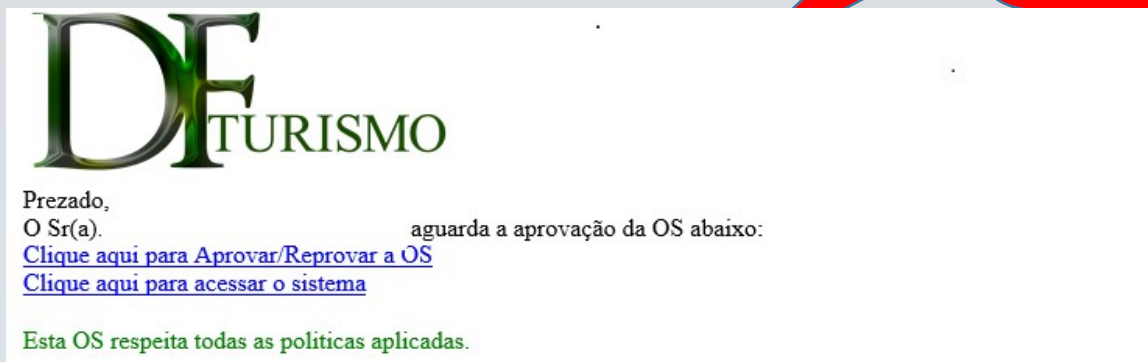 DF TURISMO
Prezado,
O Sr(a). aguarda a aprovação da OS abaixo:
Clique aqui para Aprovar/Reprovar a OS
Clique aqui para acessar o sistema
Esta OS respeita todas as politicas aplicadas.